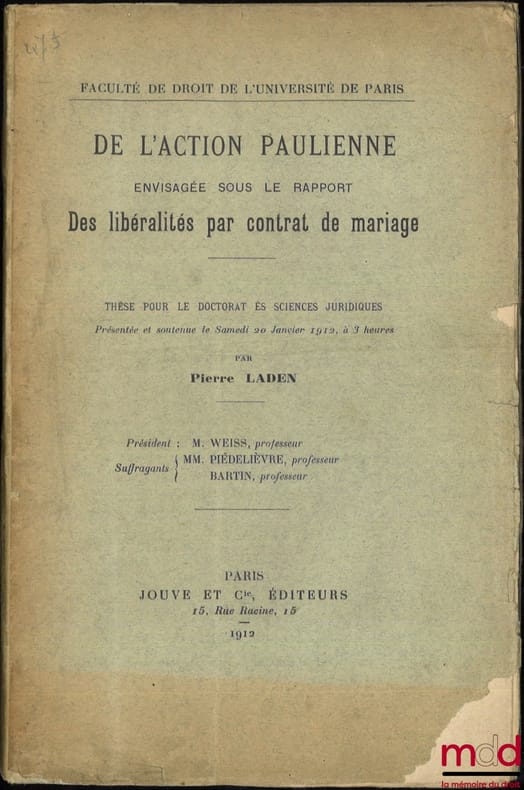 275
FACULTÉ DE DROIT DE L'UNIVERSITÉ DE PARIS
DE L'ACTION PAULIENNE
ENVISAGÉE SOUS LE RAPPORT
Des libéralités par contrat de mariage
THÈSE POUR LE DOCTORAT ÈS SCIENCES JURIDIQUES
Présentée et soutenue le Samedi 20 Janvier 1912, à 3 heures
PAR
Pierre LADEN
Président : M. WEISS, professeur
Suffragants { MM. PIÉDELIÈVRE, professeur
BARTIN, professeur
PARIS
JOUVE ET Cie, ÉDITEURS
15, Rue Racine, 15
1912
mdd
la mémoire du droit